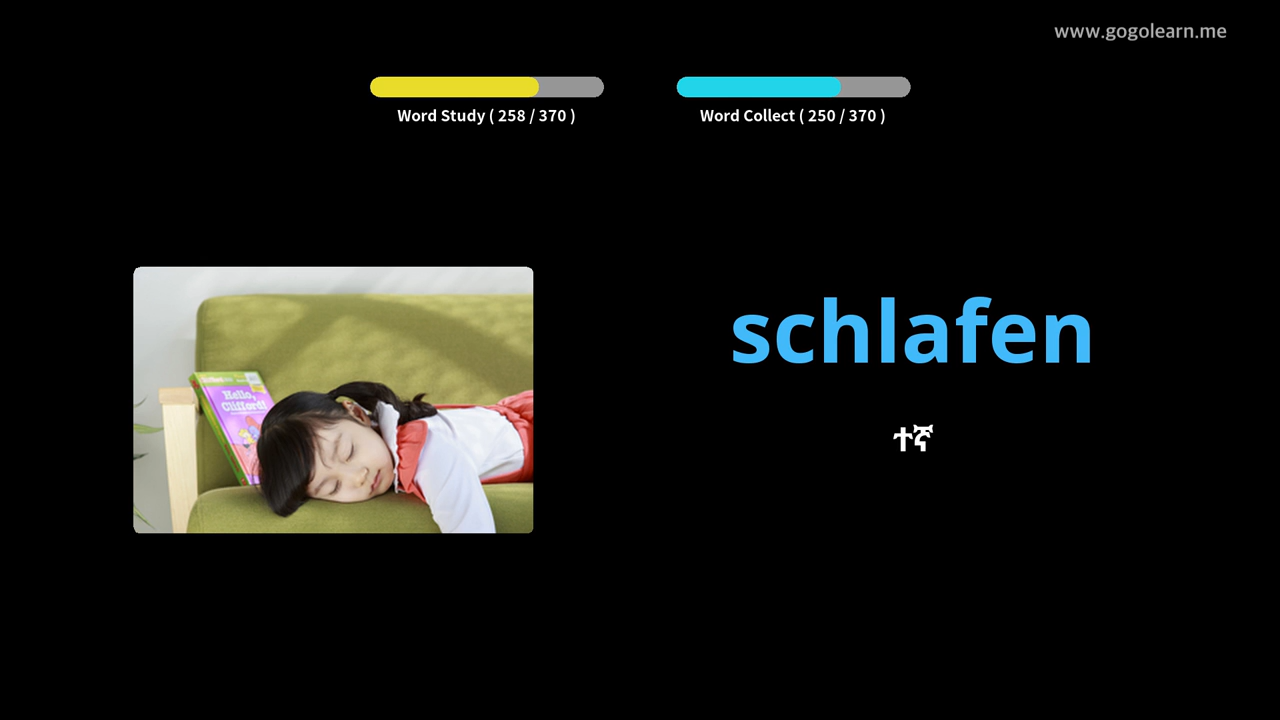 www.gogolearn.me
Word Study ( 258 / 370 )
Word Collect ( 250 / 370 )
Hello,
Clifford!
schlafen
ተኛ